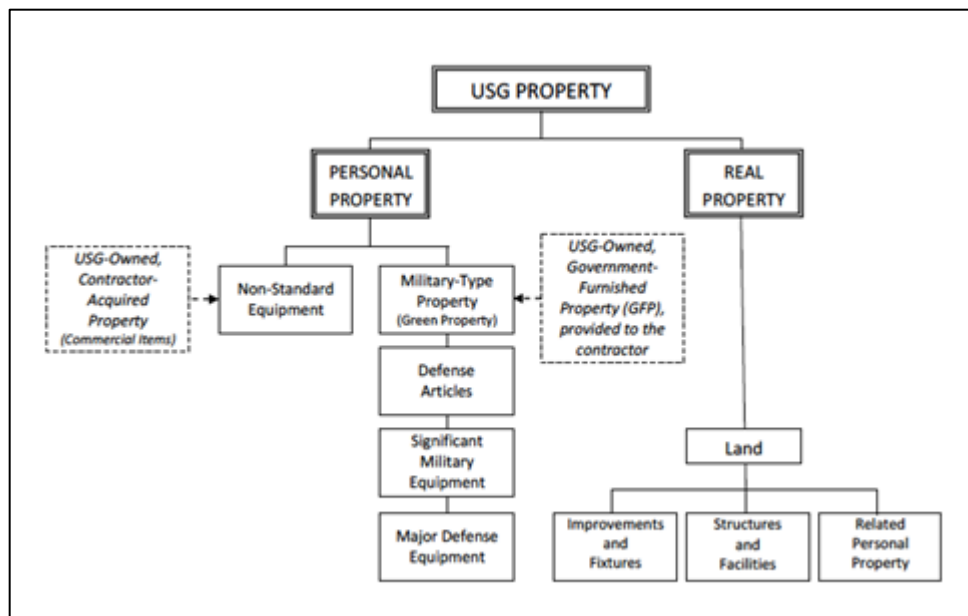 USG PROPERTY
PERSONAL
PROPERTY
REAL
PROPERTY
USG-Owned,
Contractor-
Acquired
Property
(Commercial Items)
Non-Standard
Equipment
Military-Type
Property
(Green Property)
USG-Owned,
Government-
Furnished
Property (GFP),
provided to the
contractor
Defense
Articles
Significant
Military
Equipment
Major Defense
Equipment
Land
Improvements
and
Fixtures
Structures
and
Facilities
Related
Personal
Property